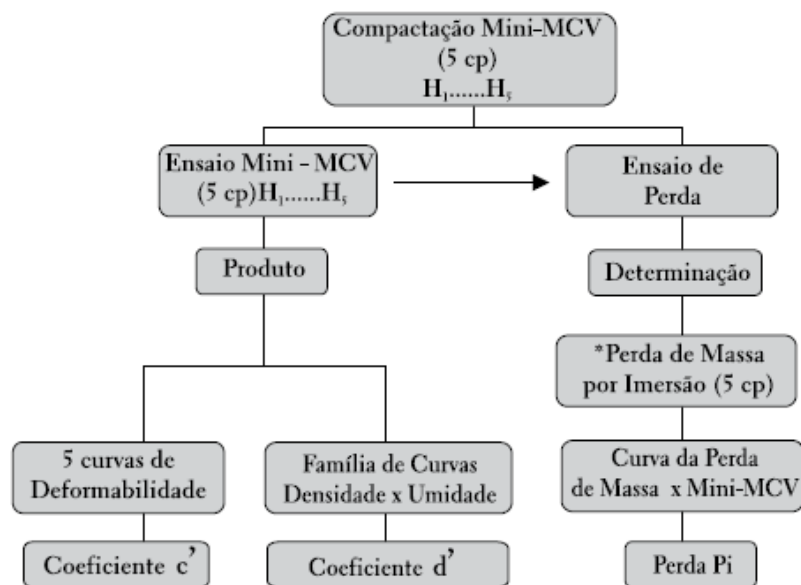 Compactação Mini-MCV
(5 cp)
H₁......H₅
Ensaio Mini - MCV
(5 cp)H₁......H₅
Ensaio de
Perda
Produto
Determinação
*Perda de Massa
por Imersão (5 cp)
5 curvas de
Deformabilidade
Família de Curvas
Densidade x Umidade
Curva da Perda
de Massa x Mini-MCV
Coeficiente c’
Coeficiente d’
Perda Pi